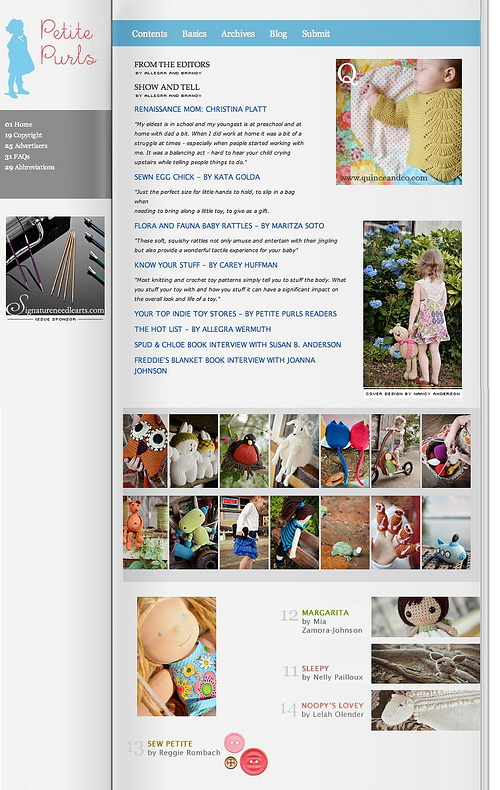 Petite
Purls
Contents Basics Archives Blog Submit
01 Home
19 Copyright
25 Advertisers
31 FAQs
29 Abbreviations
Signatureneedlearts.com
ISSUE SPONSOR
FROM THE EDITORS
BY ALLEGRA AND BRANDY
SHOW AND TELL
BY ALLEGRA AND BRANDY
RENAISSANCE MOM: CHRISTINA PLATT
"My eldest is in school and my youngest is at preschool and at
home with dad a bit. When I did work at home it was a bit of a
struggle at times - especially when people started working with
me. It was a balancing act - hard to hear your child crying
upstairs while telling people things to do."
SEWN EGG CHICK - BY KATA GOLDA
"Just the perfect size for little hands to hold, to slip in a bag
when
needing to bring along a little toy, to give as a gift.
FLORA AND FAUNA BABY RATTLES - BY MARITZA SOTO
"These soft, squishy rattles not only amuse and entertain with their jingling
but also provide a wonderful tactile experience for your baby"
KNOW YOUR STUFF - BY CAREY HUFFMAN
"Most knitting and crochet toy patterns simply tell you to stuff the body. What
you stuff your toy with and how you stuff it can have a significant impact on
the overall look and life of a toy."
YOUR TOP INDIE TOY STORES - BY PETITE PURLS READERS
THE HOT LIST - BY ALLEGRA WERMUTH
SPUD & CHLOE BOOK INTERVIEW WITH SUSAN B. ANDERSON
FREDDIE'S BLANKET BOOK INTERVIEW WITH JOANNA
JOHNSON
Q
www.quinceandco.com
COVER DESIGN BY NANCY ANDERSON
12 MARGARITA
by Mia
Zamora-Johnson
11 SLEEPY
by Nelly Pailloux
14 NOOPY'S LOVEY
by Lelah Olender
13 SEW PETITE
by Reggie Rombach